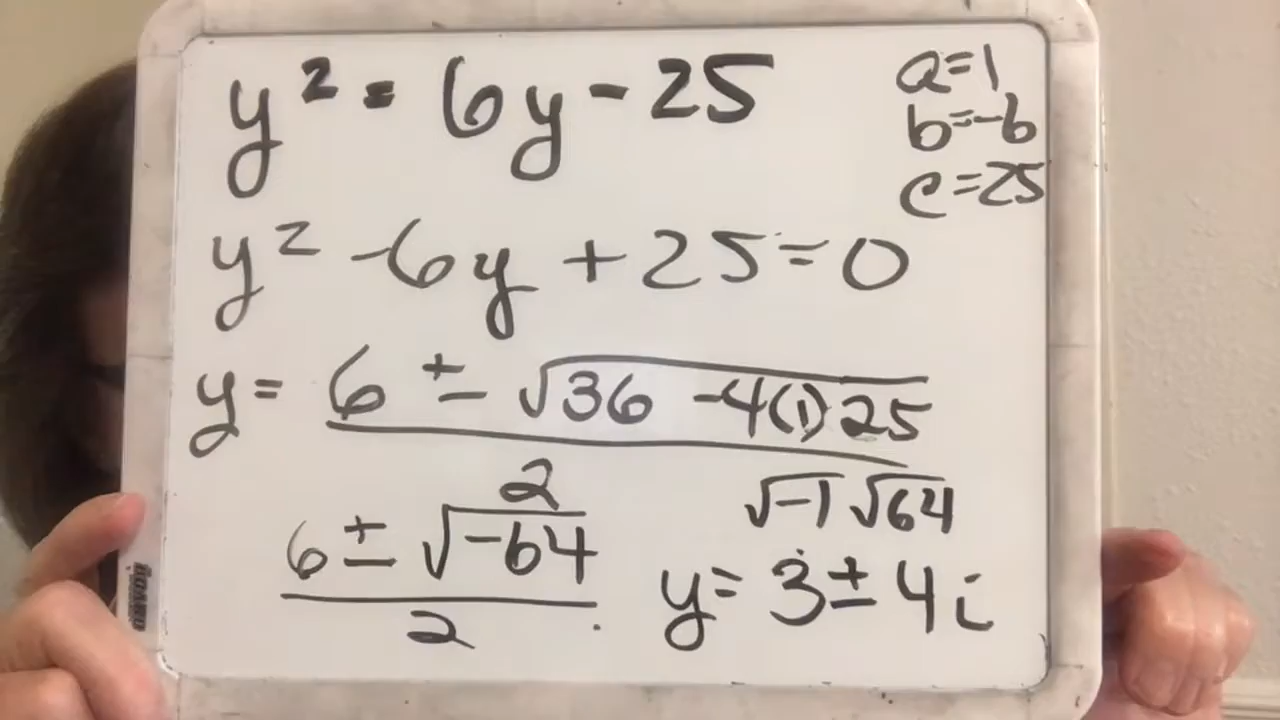 y² = 6y - 25
a=1
b=-6
c=25
y² -6y + 25 = 0
y = 6 ± √36 -4(1)25
2
√-1 √64
6 ± √-64
2
y = 3 ± 4i